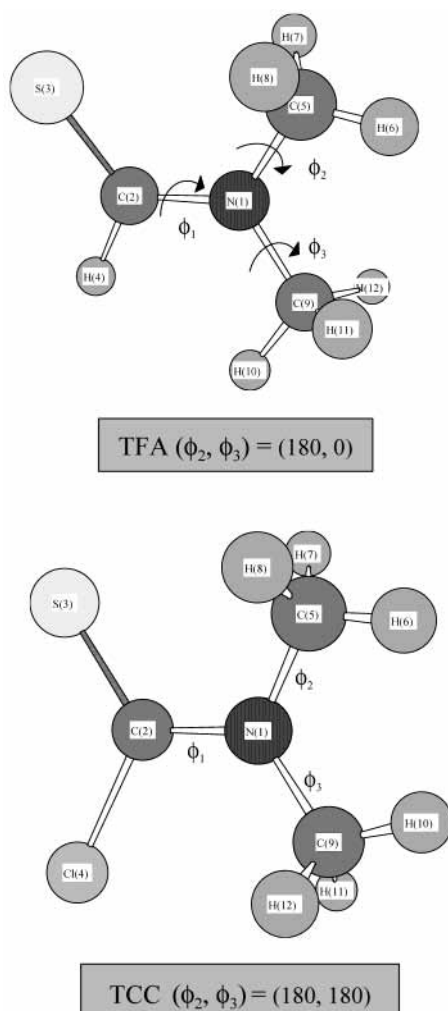 H(7)
S(3)
H(8)
C(5)
H(6)
ϕ2
C(2)
N(1)
ϕ1
ϕ3
H(4)
H(12)
C(9)
H(11)
H(10)
TFA (ϕ2, ϕ3) = (180, 0)
H(7)
H(8)
S(3)
C(5)
H(6)
ϕ2
C(2)
N(1)
ϕ1
ϕ3
H(10)
C(9)
Cl(4)
H(11)
H(12)
TCC (ϕ2, ϕ3) = (180, 180)